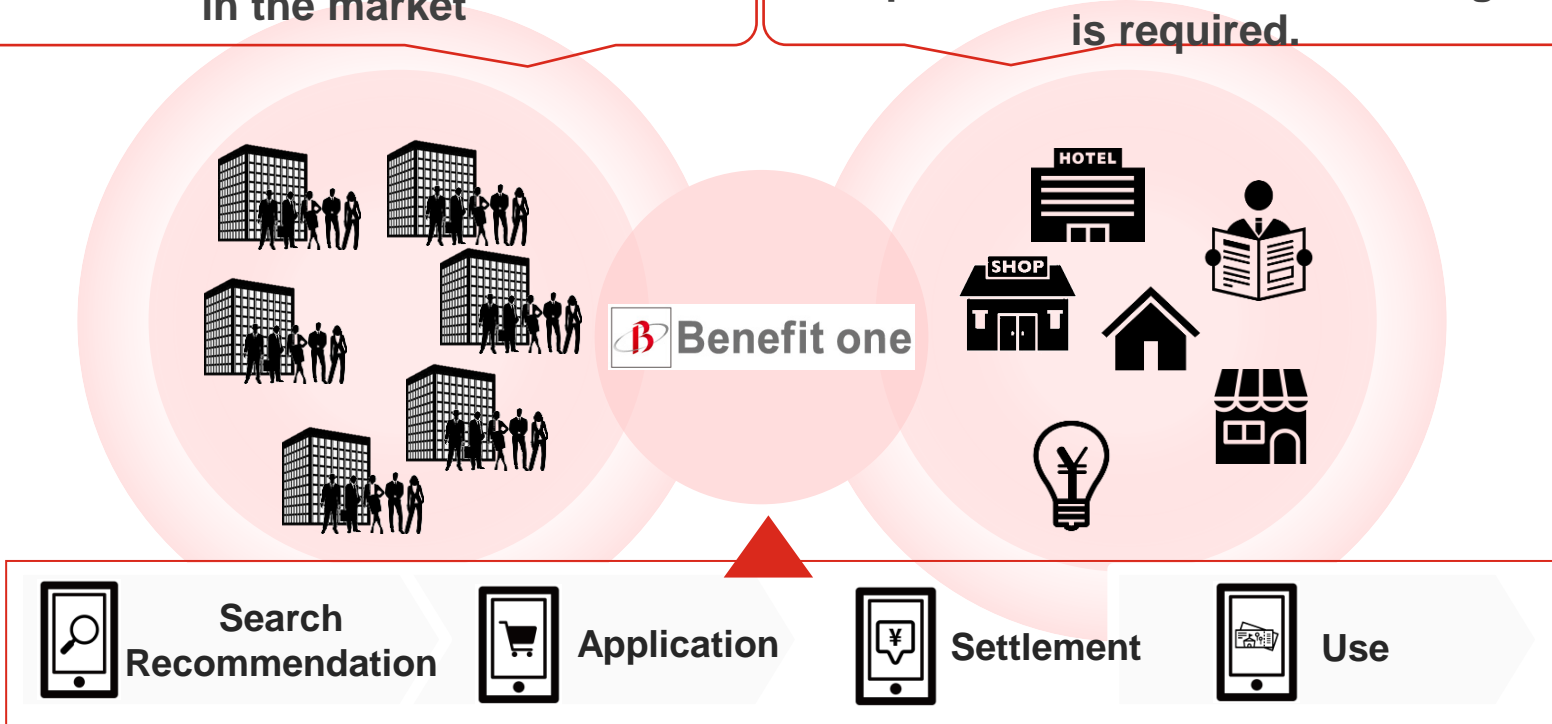 in the market
is required.
HOTEL
SHOP
B Benefit one
¥
Search
Recommendation
Application
¥
Settlement
Use